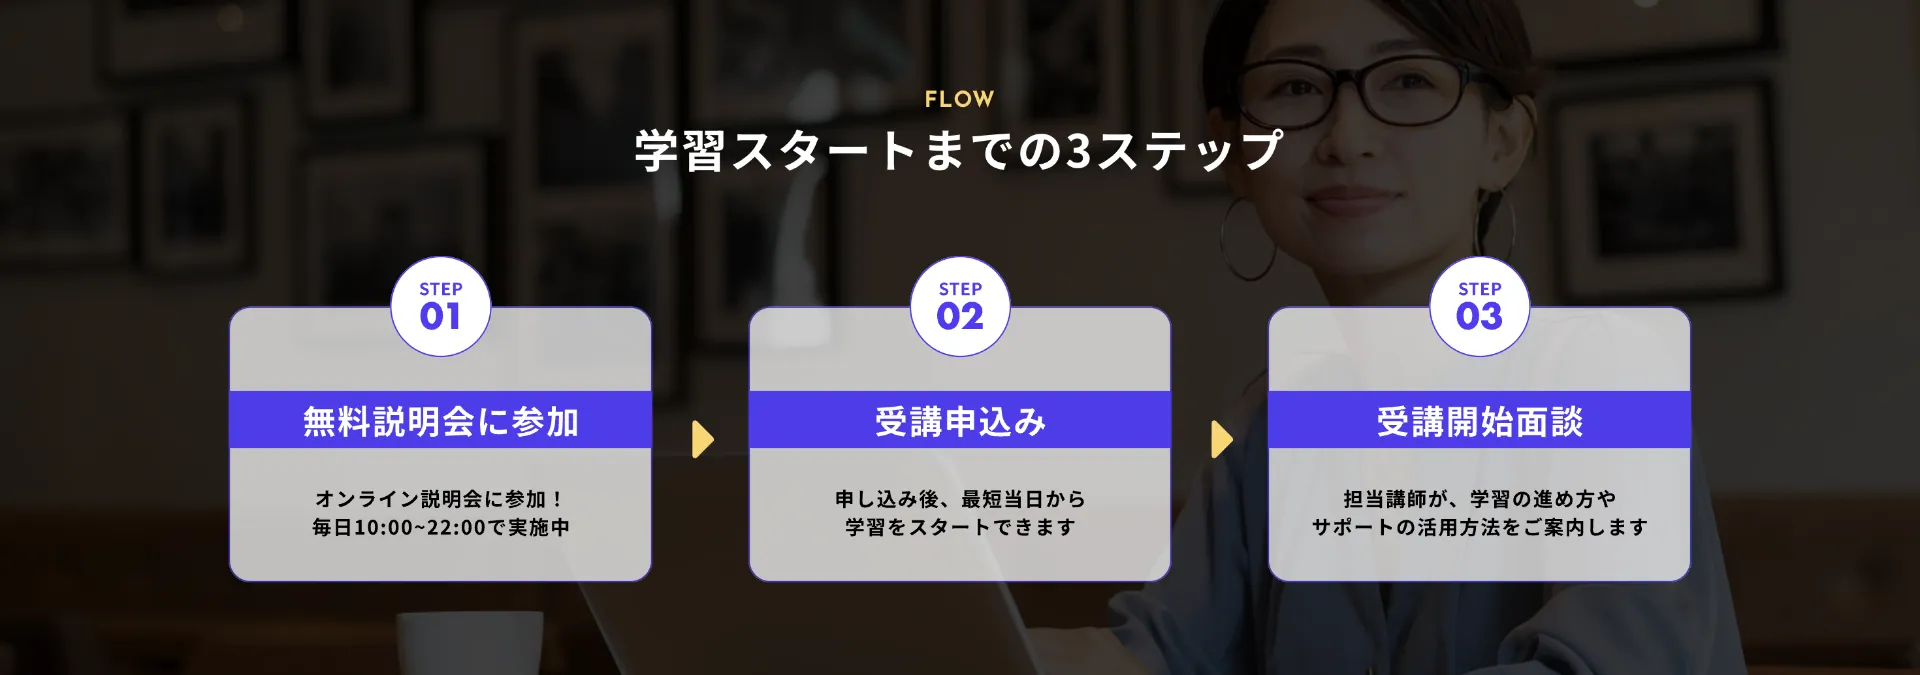 FLOW
学習スタートまでの3ステップ
STEP
01
無料説明会に参加
オンライン説明会に参加！
毎日10:00~22:00で実施中
STEP
02
受講申込み
申し込み後、最短当日から
学習をスタートできます
STEP
03
受講開始面談
担当講師が、学習の進め方や
サポートの活用方法をご案内します